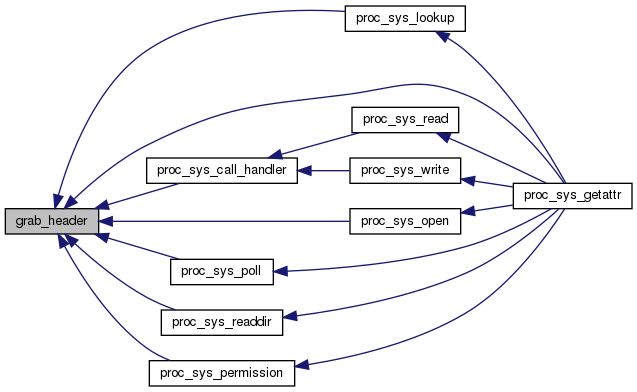 proc_sys_lookup
proc_sys_read
proc_sys_call_handler
proc_sys_write
proc_sys_getattr
grab_header
proc_sys_open
proc_sys_poll
proc_sys_readdir
proc_sys_permission